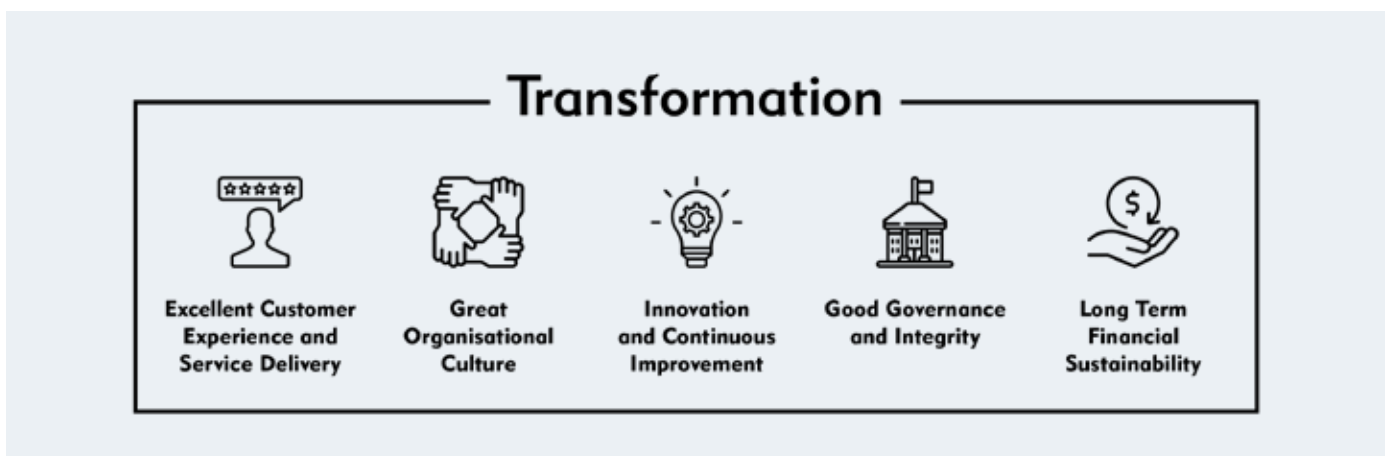 Transformation
Excellent Customer
Experience and
Service Delivery
Great
Organisational
Culture
Innovation
and Continuous
Improvement
Good Governance
and Integrity
$
Long Term
Financial
Sustainability